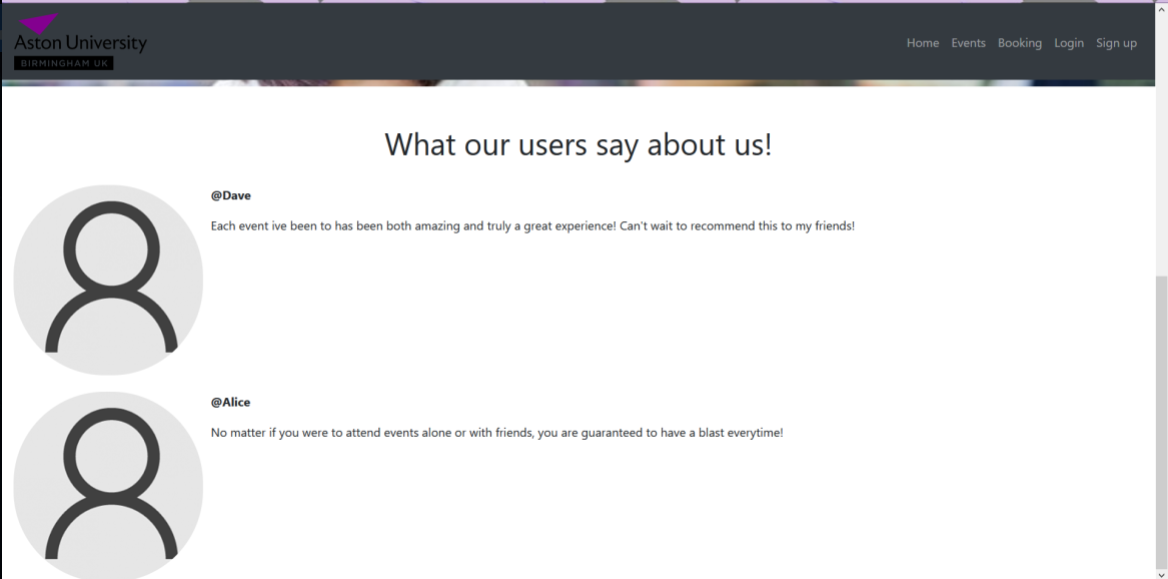 Aston University
BIRMINGHAM UK
Home Events Booking Login Sign up
What our users say about us!
@Dave
Each event ive been to has been both amazing and truly a great experience! Can't wait to recommend this to my friends!
@Alice
No matter if you were to attend events alone or with friends, you are guaranteed to have a blast everytime!